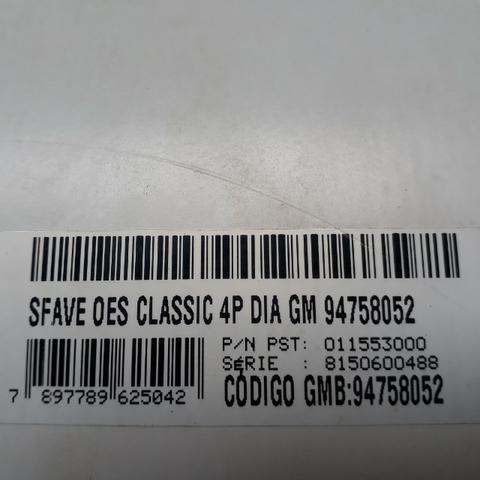 SFAVE OES CLASSIC 4P DIA GM 94758052
P/N PST: 011553000
SÉRIE : 8150600488
CÓDIGO GMB:94758052
7 897789 625042